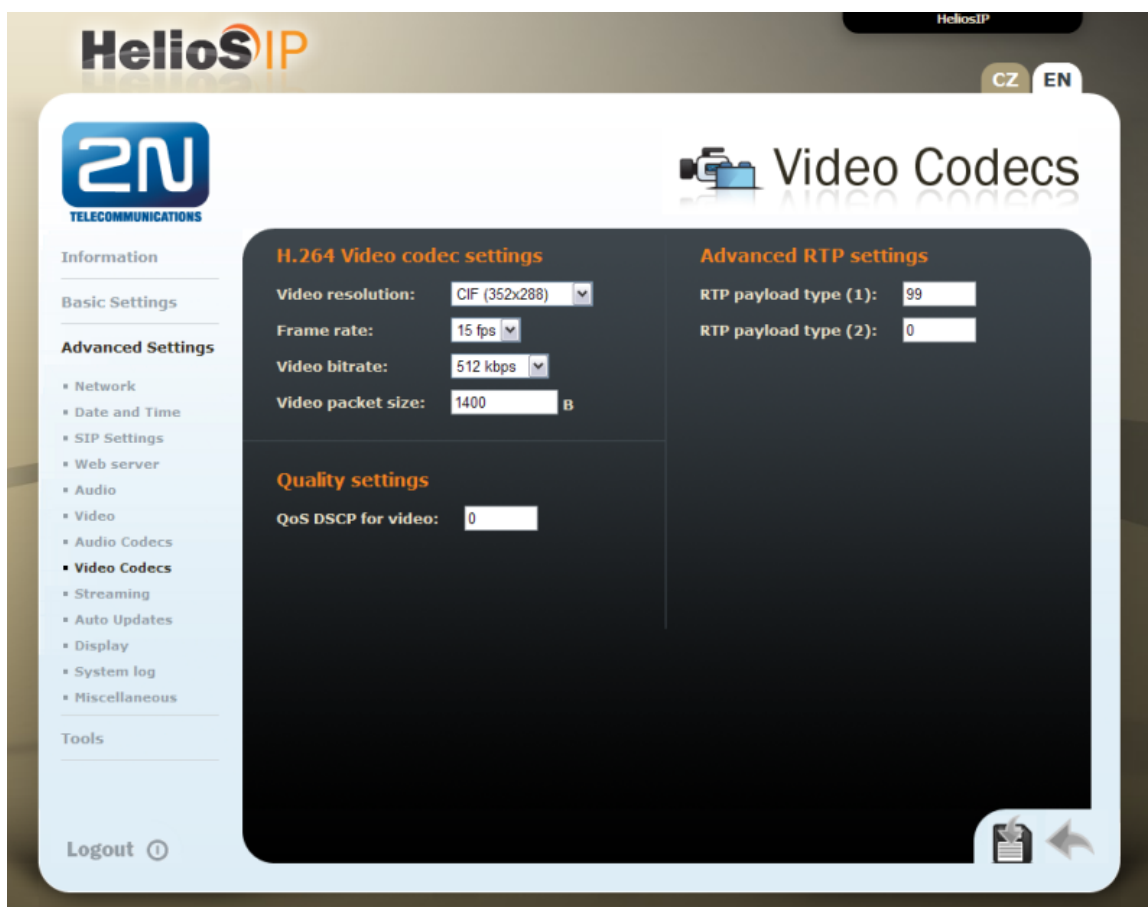 HeliosIP
HelioSIP
CZ EN
2N
TELECOMMUNICATIONS
Video Codecs
Information
Basic Settings
Advanced Settings
Network
Date and Time
SIP Settings
Web server
Audio
Video
Audio Codecs
Video Codecs
Streaming
Auto Updates
Display
System log
Miscellaneous
Tools
Logout
H.264 Video codec settings
Video resolution: CIF (352x288)
Frame rate: 15 fps
Video bitrate: 512 kbps
Video packet size: 1400 B
Quality settings
QoS DSCP for video: 0
Advanced RTP settings
RTP payload type (1): 99
RTP payload type (2): 0